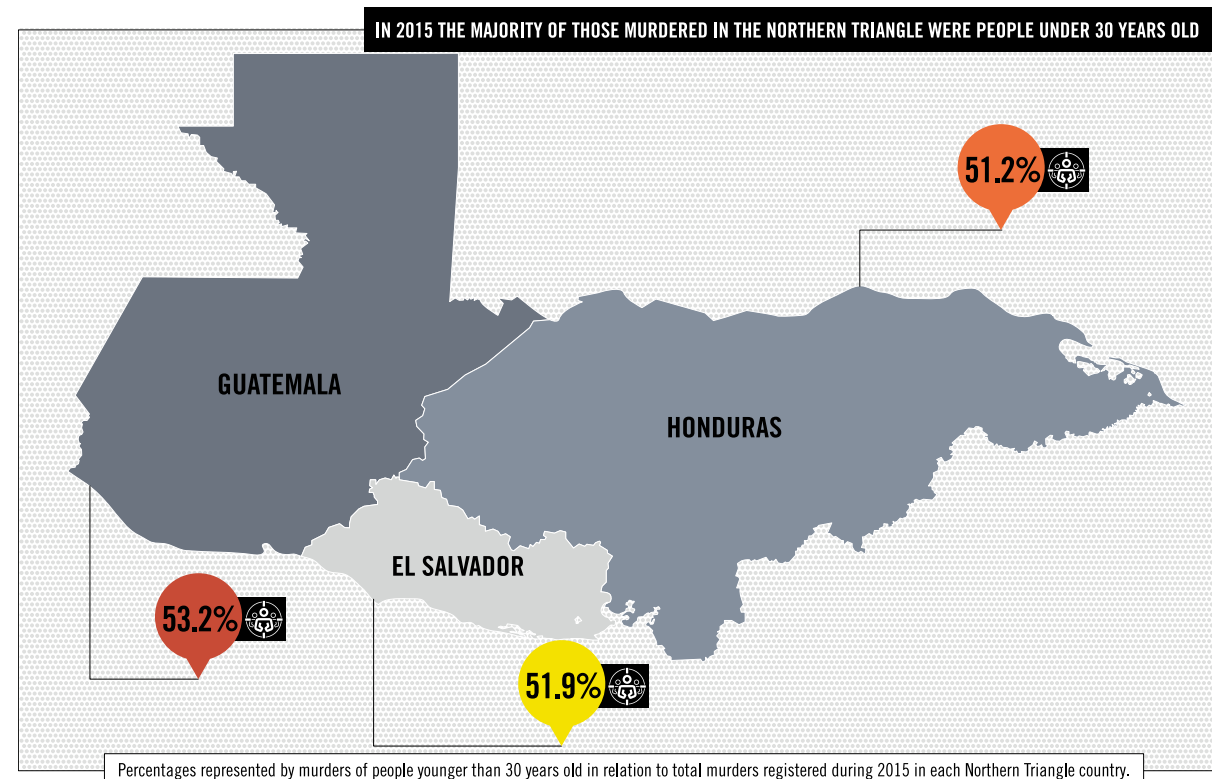 IN 2015 THE MAJORITY OF THOSE MURDERED IN THE NORTHERN TRIANGLE WERE PEOPLE UNDER 30 YEARS OLD
51.2%
GUATEMALA
HONDURAS
EL SALVADOR
53.2%
51.9%
Percentages represented by murders of people younger than 30 years old in relation to total murders registered during 2015 in each Northern Triangle country.